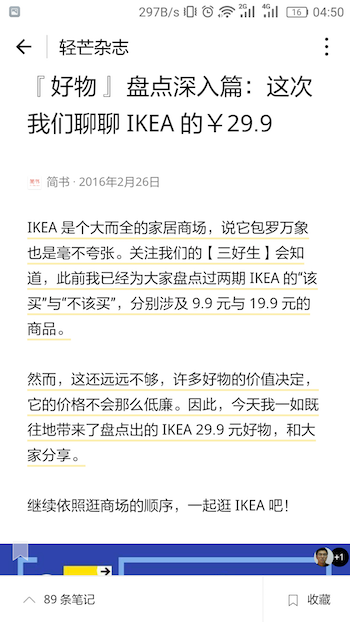 297B/s 2G 4G 16 04:50
轻芒杂志
『好物』盘点深入篇：这次
我们聊聊 IKEA 的￥29.9
简书 · 2016年2月26日
IKEA 是个大而全的家居商场，说它包罗万象
也是毫不夸张。关注我们的【三好生】会知
道，此前我已经为大家盘点过两期 IKEA 的“该
买”与“不该买”，分别涉及 9.9 元与 19.9 元的
商品。
然而，这还远远不够，许多好物的价值决定，
它的价格不会那么低廉。因此，今天我一如既
往地带来了盘点出的 IKEA 29.9 元好物，和大
家分享。
继续依照逛商场的顺序，一起逛 IKEA 吧！
+1
89 条笔记
收藏